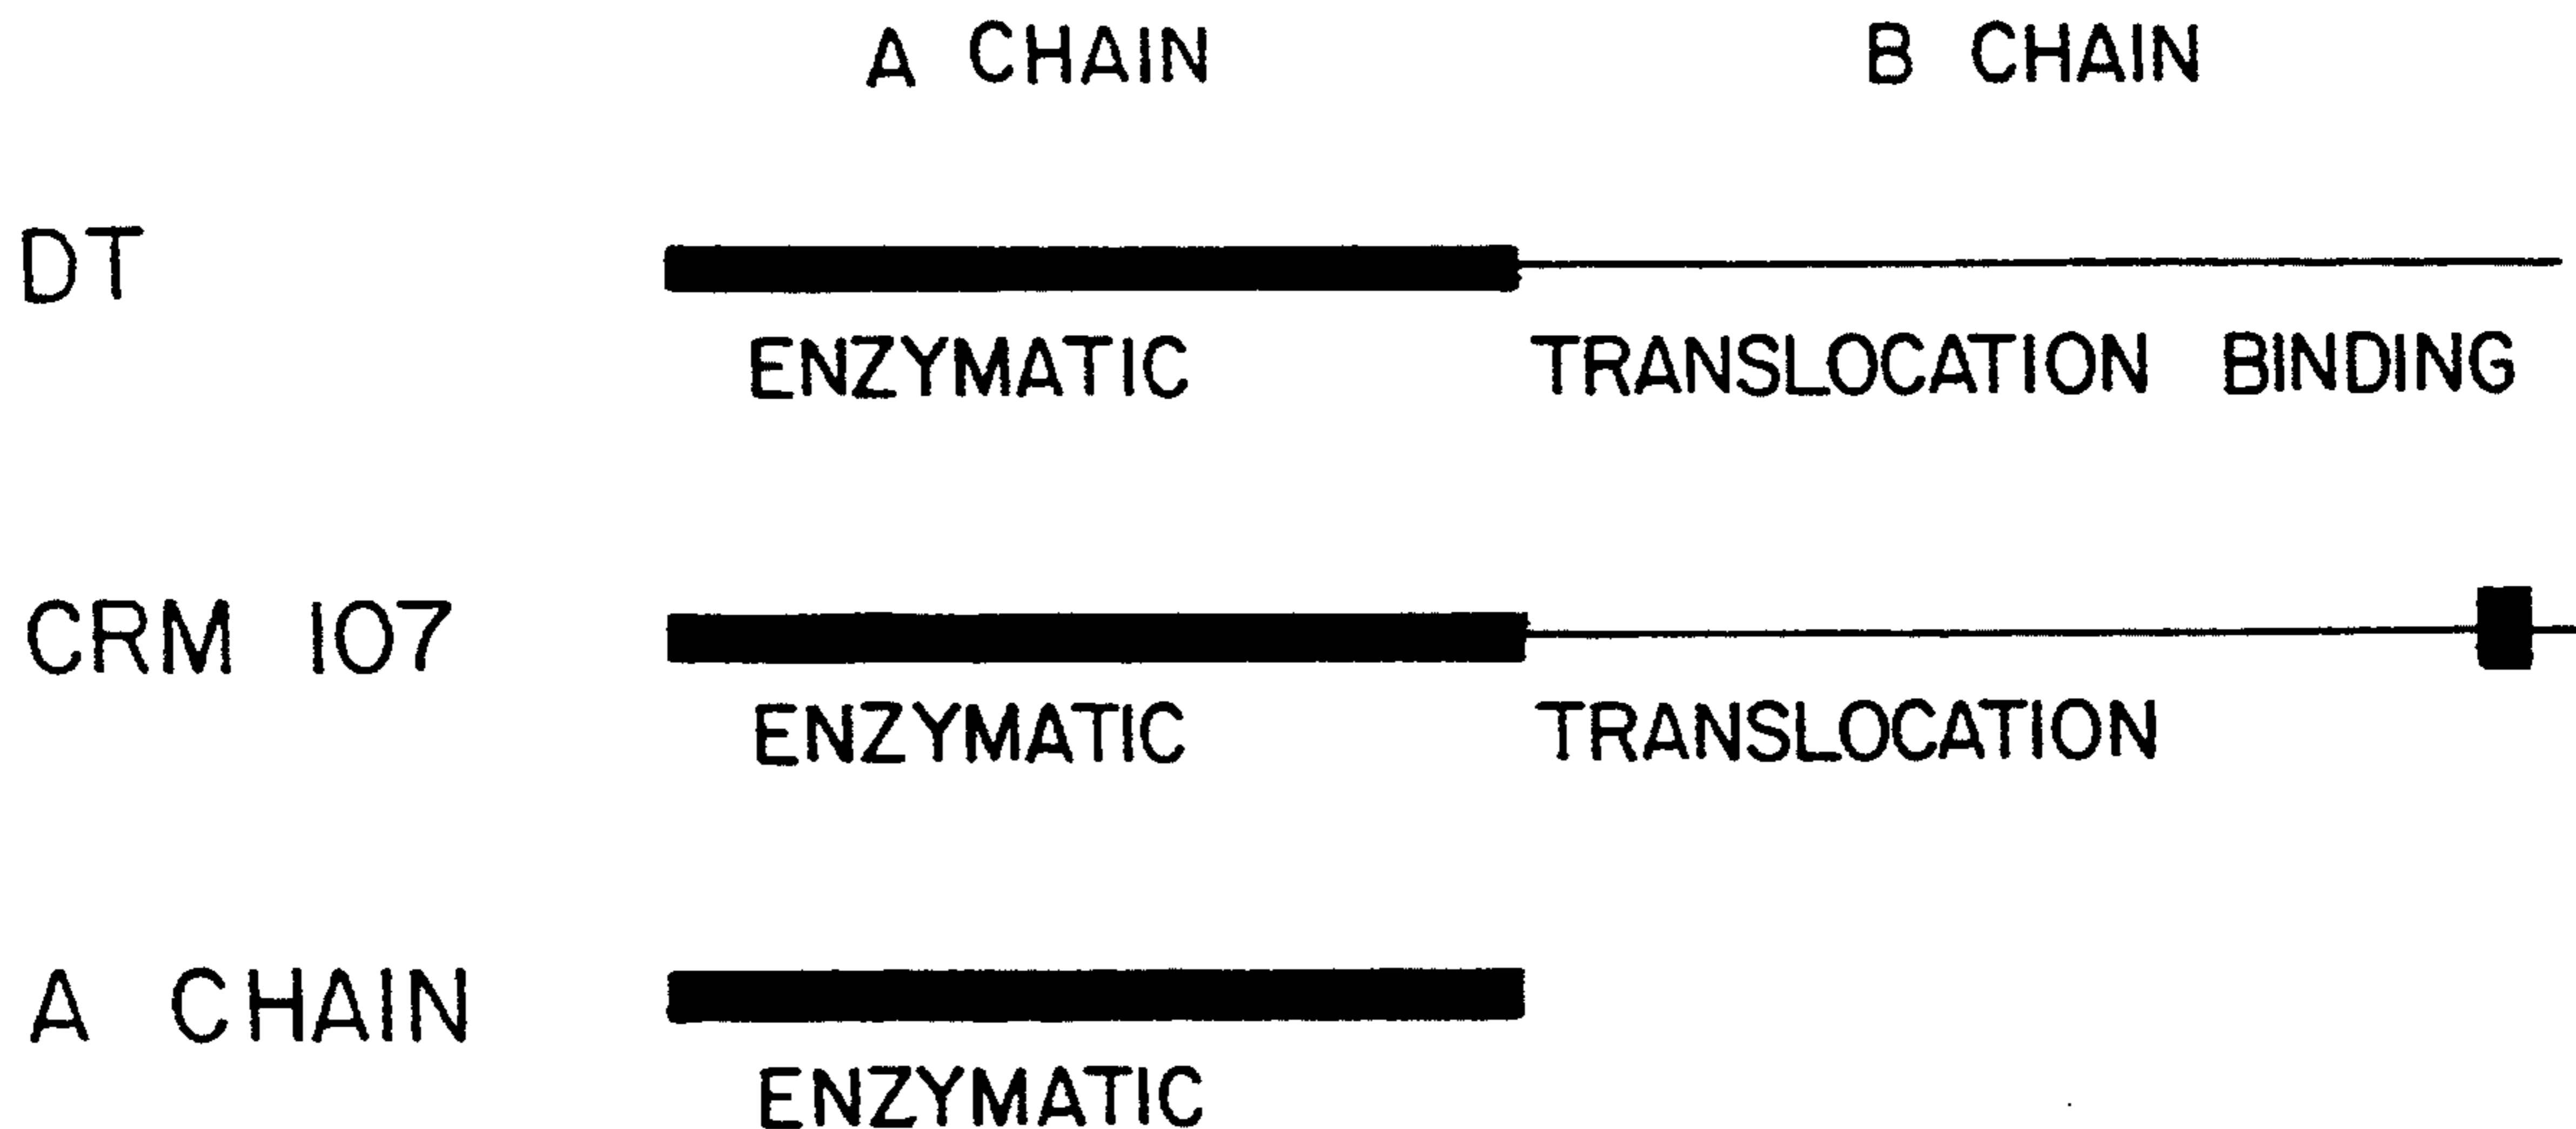 A CHAIN B CHAIN
DT
ENZYMATIC TRANSLOCATION BINDING
CRM 107
ENZYMATIC TRANSLOCATION
A CHAIN
ENZYMATIC